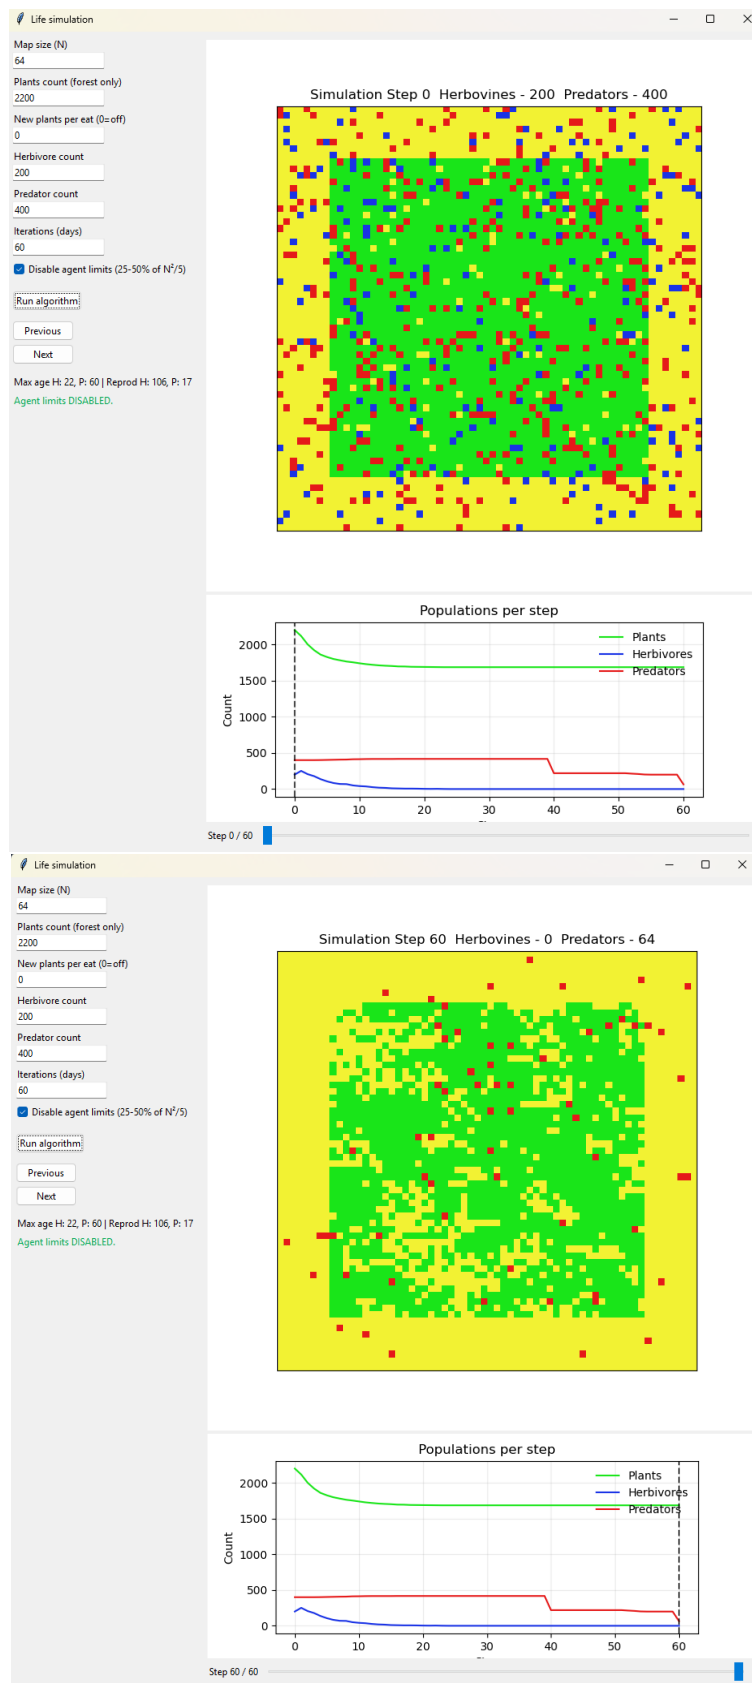 Life simulation
Map size (N)
64
Plants count (forest only)
2200
New plants per eat (0=off)
0
Herbivore count
200
Predator count
400
Iterations (days)
60
Disable agent limits (25-50% of N²/5)
Run algorithm
Previous
Next
Max age H: 22, P: 60 | Reprod H: 106, P: 17
Agent limits DISABLED.
Simulation Step 0 Herbovines - 200 Predators - 400
Populations per step
Count
2000
1500
1000
500
0
0 10 20 30 40 50 60
Plants
Herbivores
Predators
Step 0 / 60
Life simulation
Map size (N)
64
Plants count (forest only)
2200
New plants per eat (0=off)
0
Herbivore count
200
Predator count
400
Iterations (days)
60
Disable agent limits (25-50% of N²/5)
Run algorithm
Previous
Next
Max age H: 22, P: 60 | Reprod H: 106, P: 17
Agent limits DISABLED.
Simulation Step 60 Herbovines - 0 Predators - 64
Populations per step
Count
2000
1500
1000
500
0
0 10 20 30 40 50 60
Plants
Herbivores
Predators
Step 60 / 60